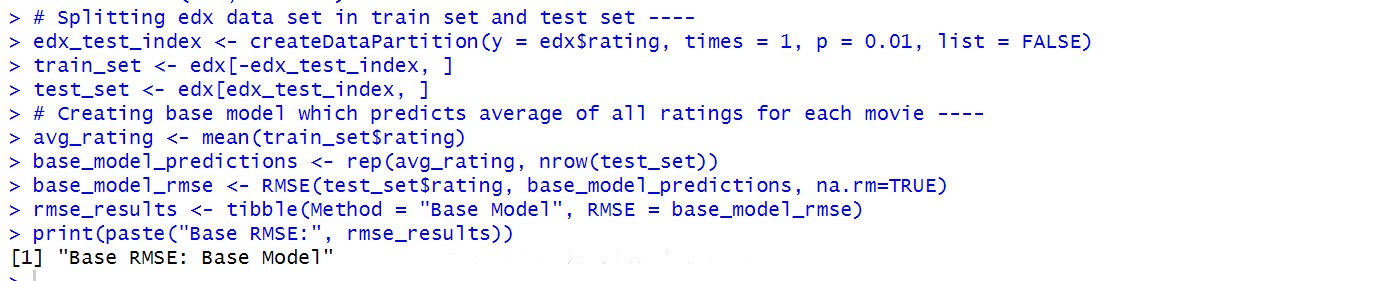 > # Splitting edx data set in train set and test set ----
> edx_test_index <- createDataPartition(y = edx$rating, times = 1, p = 0.01, list = FALSE)
> train_set <- edx[-edx_test_index, ]
> test_set <- edx[edx_test_index, ]
> # Creating base model which predicts average of all ratings for each movie ----
> avg_rating <- mean(train_set$rating)
> base_model_predictions <- rep(avg_rating, nrow(test_set))
> base_model_rmse <- RMSE(test_set$rating, base_model_predictions, na.rm=TRUE)
> rmse_results <- tibble(Method = "Base Model", RMSE = base_model_rmse)
> print(paste("Base RMSE:", rmse_results))
[1] "Base RMSE: Base Model"
>